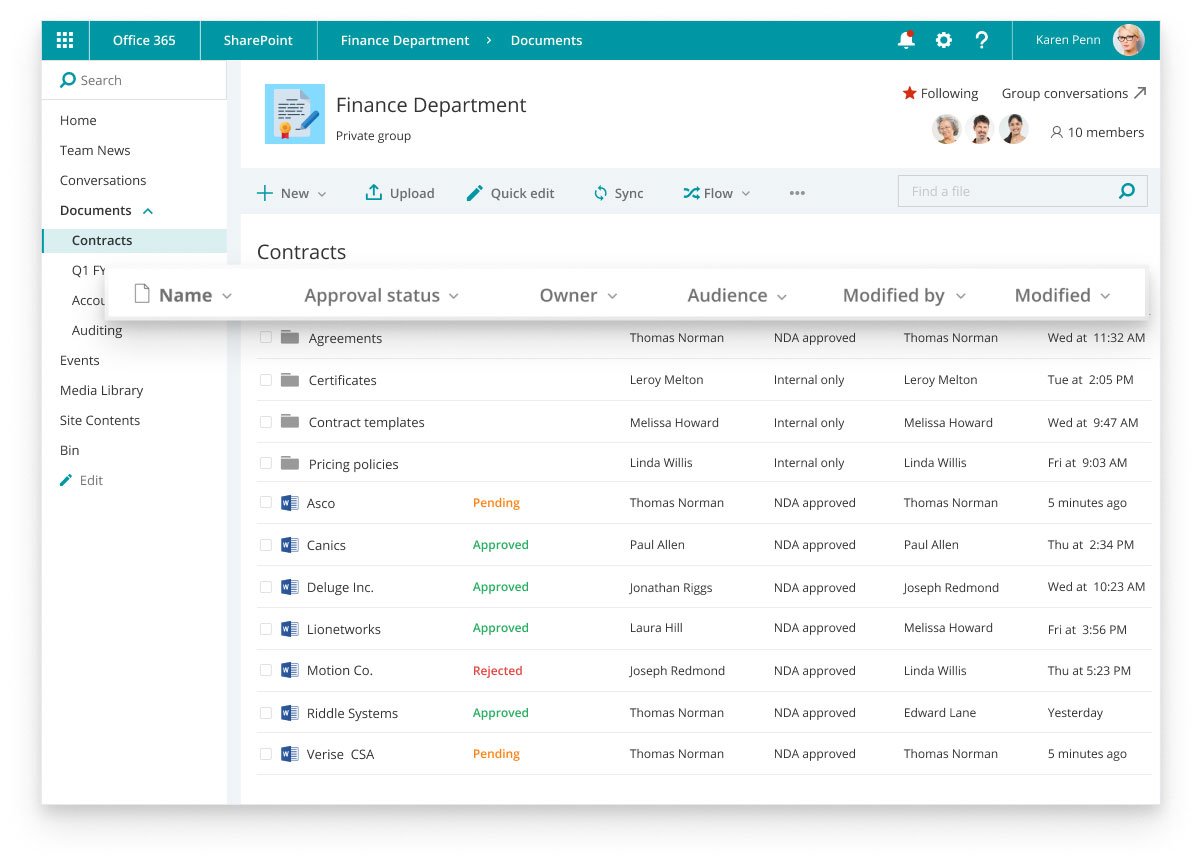 Office 365 SharePoint Finance Department > Documents Karen Penn
Search
Home
Team News
Conversations
Documents
Contracts
Q1 FY
Accou
Auditing
Events
Media Library
Site Contents
Bin
Edit
Finance Department
Private group
Following Group conversations
10 members
New Upload Quick edit Sync Flow ••• Find a file
Contracts
Name Approval status Owner Audience Modified by Modified
Agreements Thomas Norman NDA approved Thomas Norman Wed at 11:32 AM
Certificates Leroy Melton Internal only Leroy Melton Tue at 2:05 PM
Contract templates Melissa Howard Internal only Melissa Howard Wed at 9:47 AM
Pricing policies Linda Willis Internal only Linda Willis Fri at 9:03 AM
Asco Pending Thomas Norman NDA approved Thomas Norman 5 minutes ago
Canics Approved Paul Allen NDA approved Paul Allen Thu at 2:34 PM
Deluge Inc. Approved Jonathan Riggs NDA approved Joseph Redmond Wed at 10:23 AM
Lionetworks Approved Laura Hill NDA approved Melissa Howard Fri at 3:56 PM
Motion Co. Rejected Joseph Redmond NDA approved Linda Willis Thu at 5:23 PM
Riddle Systems Approved Thomas Norman NDA approved Edward Lane Yesterday
Verise CSA Pending Thomas Norman NDA approved Thomas Norman 5 minutes ago